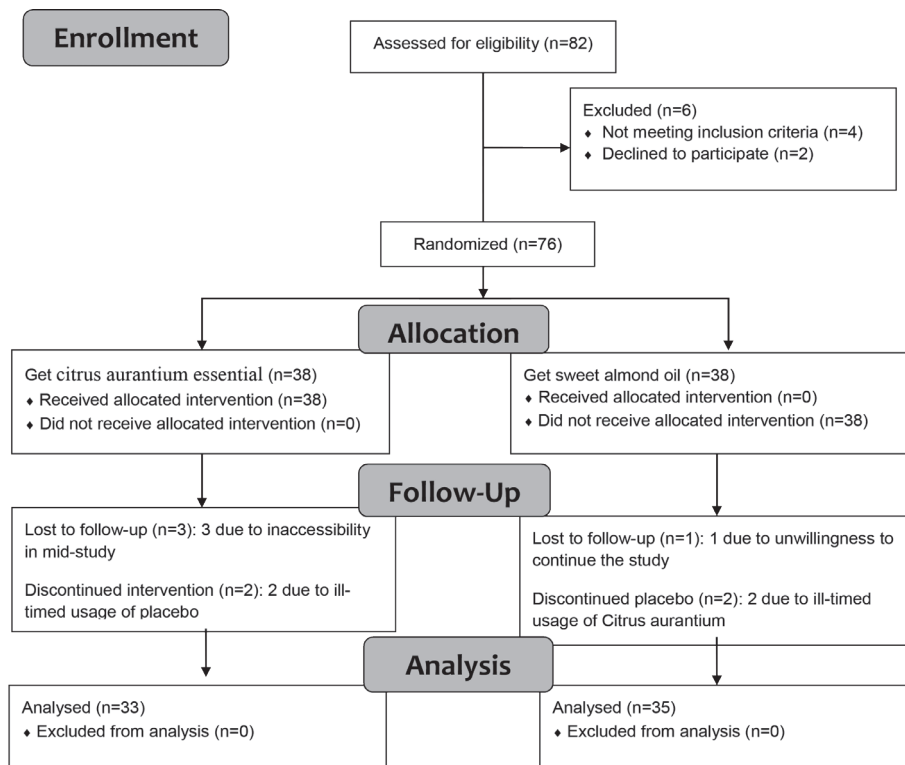 Enrollment
Assessed for eligibility (n=82)
Excluded (n=6)
♦ Not meeting inclusion criteria (n=4)
♦ Declined to participate (n=2)
Randomized (n=76)
Allocation
Get citrus aurantium essential (n=38)
♦ Received allocated intervention (n=38)
♦ Did not receive allocated intervention (n=0)
Get sweet almond oil (n=38)
♦ Received allocated intervention (n=0)
♦ Did not receive allocated intervention (n=38)
Follow-Up
Lost to follow-up (n=3): 3 due to inaccessibility
in mid-study
Discontinued intervention (n=2): 2 due to ill-
timed usage of placebo
Lost to follow-up (n=1): 1 due to unwillingness to
continue the study
Discontinued placebo (n=2): 2 due to ill-timed
usage of Citrus aurantium
Analysis
Analysed (n=33)
♦ Excluded from analysis (n=0)
Analysed (n=35)
♦ Excluded from analysis (n=0)